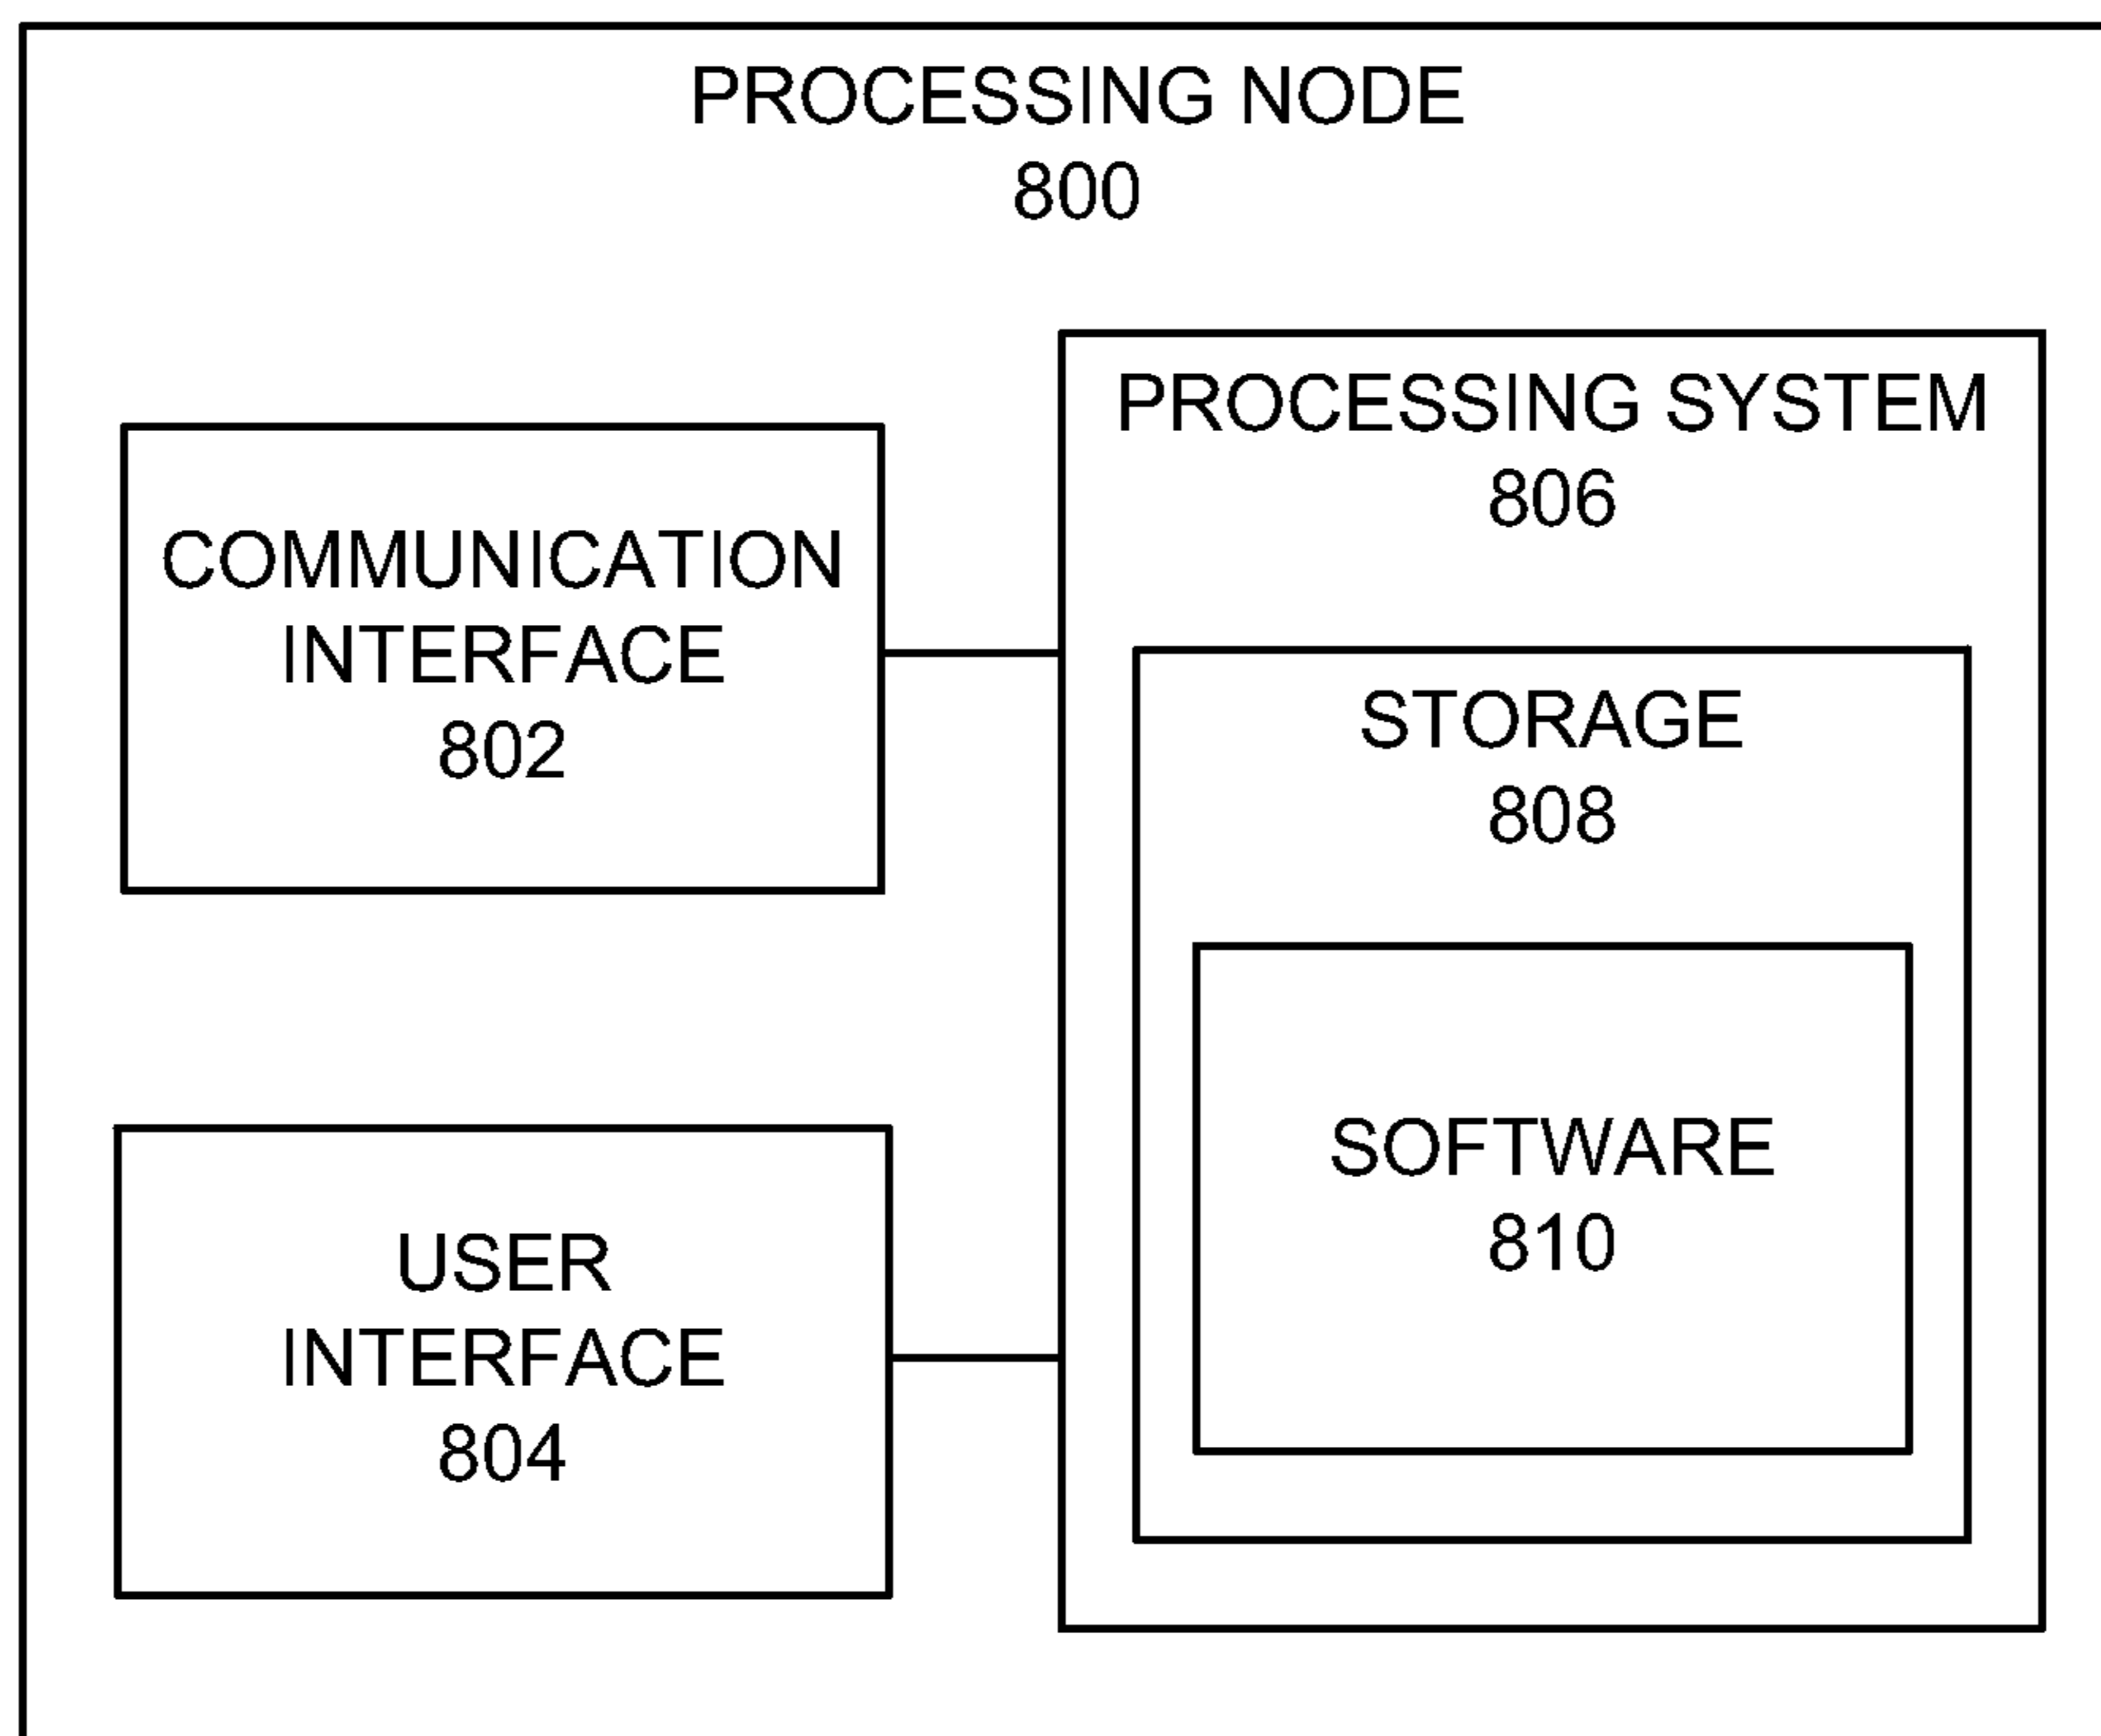 PROCESSING NODE
800
COMMUNICATION
INTERFACE
802
USER
INTERFACE
804
PROCESSING SYSTEM
806
STORAGE
808
SOFTWARE
810